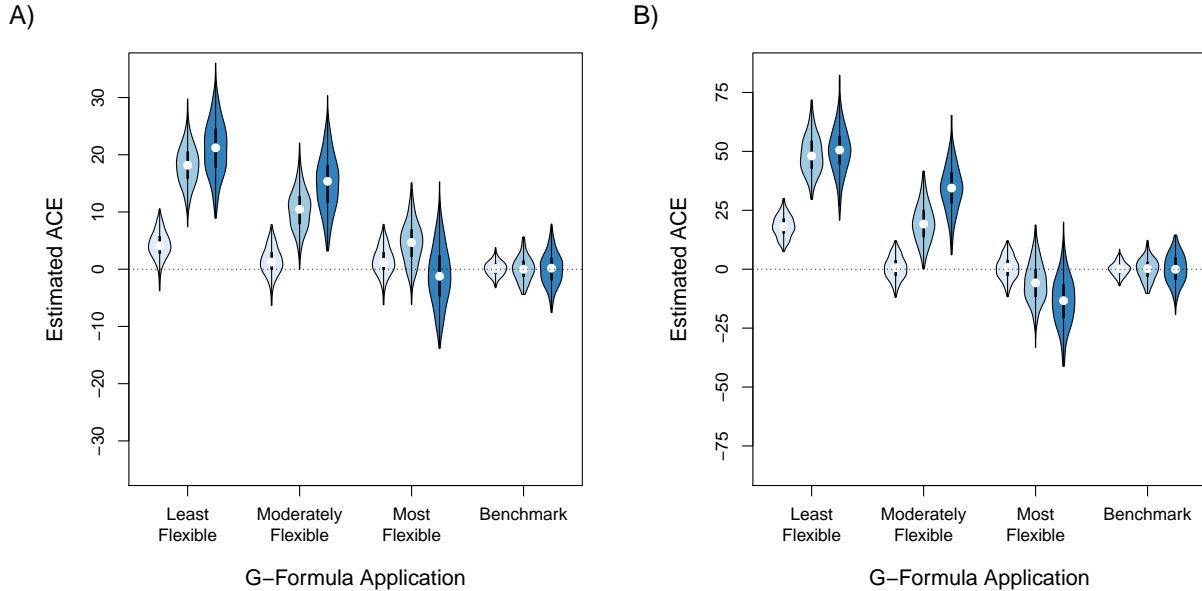 A)
Estimated ACE
30
20
10
0
−10
−20
−30
Least Flexible
Moderately Flexible
Most Flexible
Benchmark
G−Formula Application
B)
Estimated ACE
75
50
25
0
−25
−50
−75
Least Flexible
Moderately Flexible
Most Flexible
Benchmark
G−Formula Application